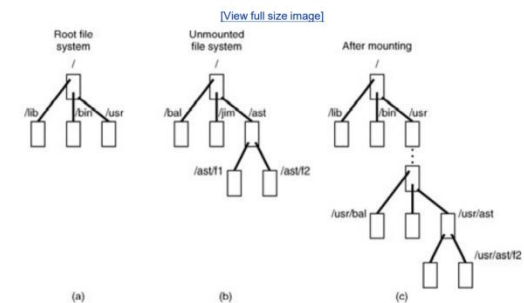 [View full size image]
Root file
system
/
/lib
/bin
/usr
(a)
Unmounted
file system
/
/bal
/jim
/ast
/ast/f1
/ast/f2
(b)
After mounting
/
/lib
/bin
/usr
/usr/bal
/usr/ast
/usr/ast/f2
(c)